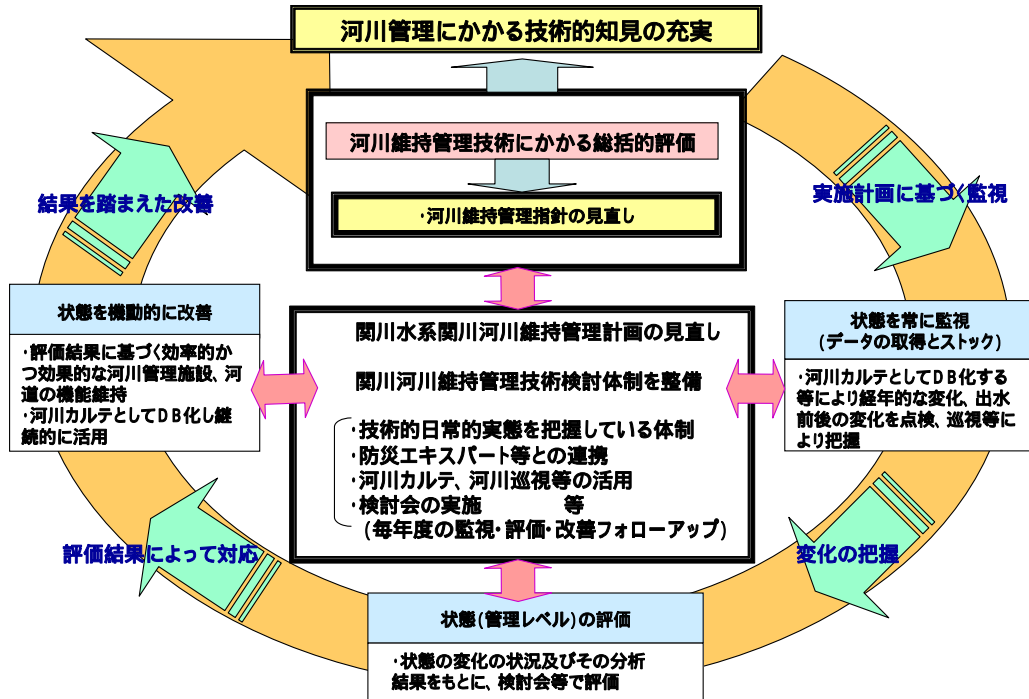 河川管理にかかる技術的知見の充実
河川維持管理技術にかかる総括的評価
・河川維持管理指針の見直し
結果を踏まえた改善
実施計画に基づく監視
状態を機動的に改善
・評価結果に基づく効率的か
つ効果的な河川管理施設、河
道の機能維持
・河川カルテとしてDB化し継
続的に活用
関川水系関川河川維持管理計画の見直し
関川河川維持管理技術検討体制を整備
・技術的日常的実態を把握している体制
・防災エキスパート等との連携
・河川カルテ、河川巡視等の活用
・検討会の実施　　　　等
(毎年度の監視・評価・改善フォローアップ)
状態を常に監視
(データの取得とストック)
・河川カルテとしてDB化する
等により経年的な変化、出水
前後の変化を点検、巡視等に
より把握
評価結果によって対応
変化の把握
状態(管理レベル)の評価
・状態の変化の状況及びその分析
結果をもとに、検討会等で評価